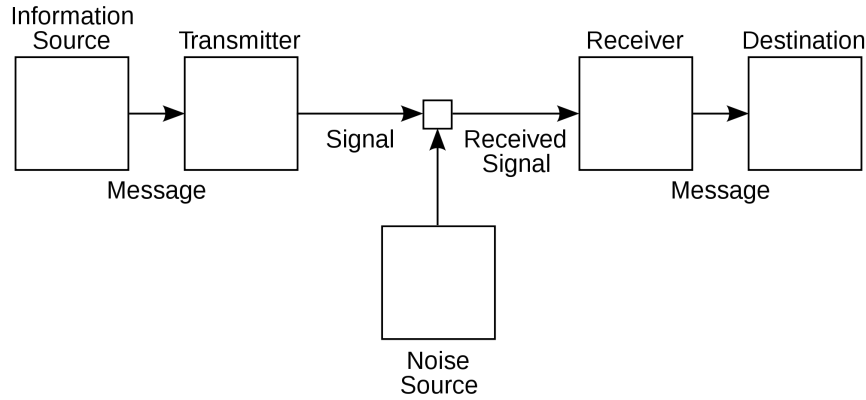 Information
Source
Transmitter
Receiver
Destination
Signal
Received
Signal
Message
Message
Noise
Source